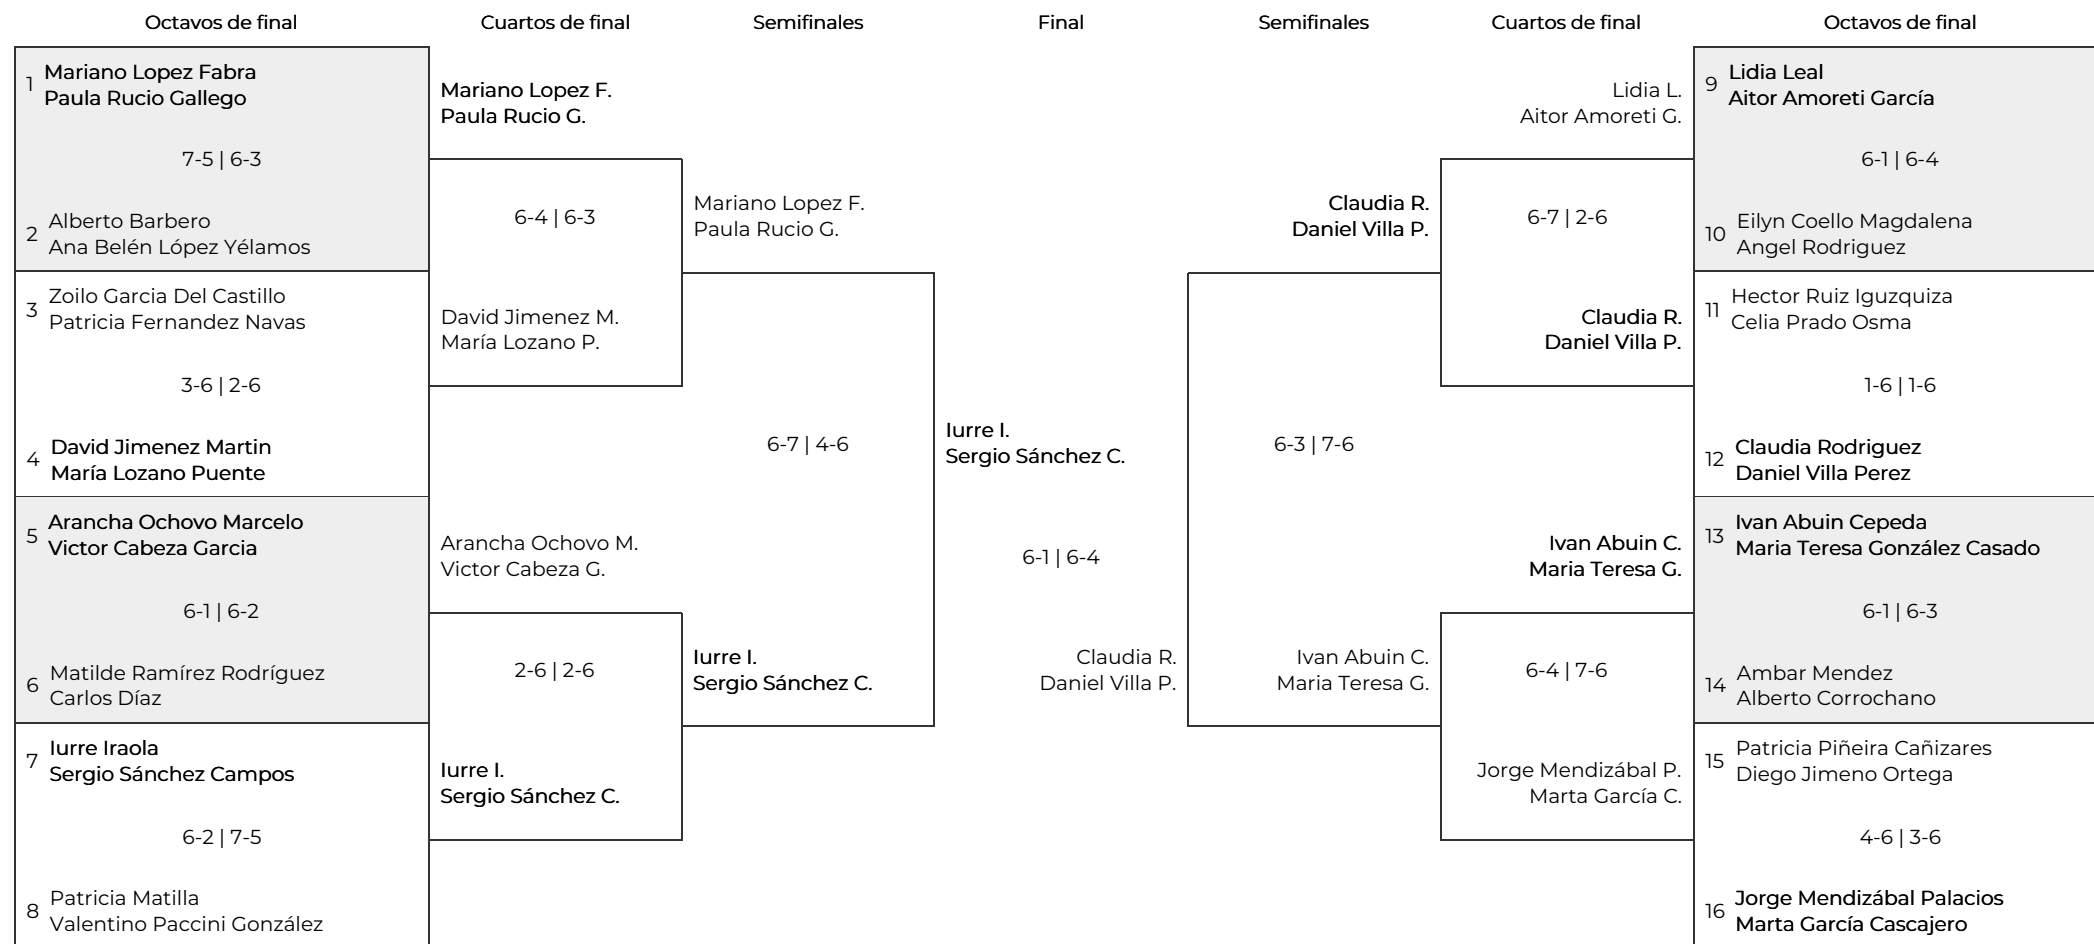 Octavos de final
Cuartos de final
Semifinales
Final
Semifinales
Cuartos de final
Octavos de final
1
Mariano Lopez Fabra
Paula Rucio Gallego
7-5 | 6-3
2
Alberto Barbero
Ana Belén López Yélamos
3
Zoilo Garcia Del Castillo
Patricia Fernandez Navas
3-6 | 2-6
4
David Jimenez Martin
María Lozano Puente
5
Arancha Ochovo Marcelo
Victor Cabeza Garcia
6-1 | 6-2
6
Matilde Ramírez Rodríguez
Carlos Díaz
7
Iurre Iraola
Sergio Sánchez Campos
6-2 | 7-5
8
Patricia Matilla
Valentino Paccini González
Mariano Lopez F.
Paula Rucio G.
6-4 | 6-3
David Jimenez M.
María Lozano P.
Arancha Ochovo M.
Victor Cabeza G.
2-6 | 2-6
Iurre I.
Sergio Sánchez C.
Mariano Lopez F.
Paula Rucio G.
6-7 | 4-6
Iurre I.
Sergio Sánchez C.
Iurre I.
Sergio Sánchez C.
6-1 | 6-4
Claudia R.
Daniel Villa P.
Claudia R.
Daniel Villa P.
6-3 | 7-6
Ivan Abuin C.
Maria Teresa G.
Lidia L.
Aitor Amoreti G.
6-7 | 2-6
Claudia R.
Daniel Villa P.
Ivan Abuin C.
Maria Teresa G.
6-4 | 7-6
Jorge Mendizábal P.
Marta García C.
9
Lidia Leal
Aitor Amoreti García
6-1 | 6-4
10
Eilyn Coello Magdalena
Angel Rodriguez
11
Hector Ruiz Iguzquiza
Celia Prado Osma
1-6 | 1-6
12
Claudia Rodriguez
Daniel Villa Perez
13
Ivan Abuin Cepeda
Maria Teresa González Casado
6-1 | 6-3
14
Ambar Mendez
Alberto Corrochano
15
Patricia Piñeira Cañizares
Diego Jimeno Ortega
4-6 | 3-6
16
Jorge Mendizábal Palacios
Marta García Cascajero